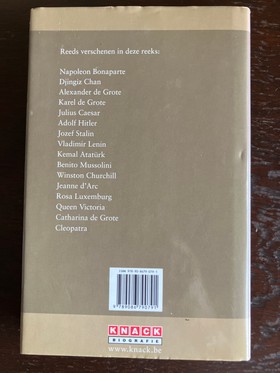 Reeds verschenen in deze reeks:
Napoleon Bonaparte
Djingiz Chan
Alexander de Grote
Karel de Grote
Julius Caesar
Adolf Hitler
Jozef Stalin
Vladimir Lenin
Kemal Atatürk
Benito Mussolini
Winston Churchill
Jeanne d'Arc
Rosa Luxemburg
Queen Victoria
Catharina de Grote
Cleopatra
KNACK
BIOGRAFIE
www.knack.be